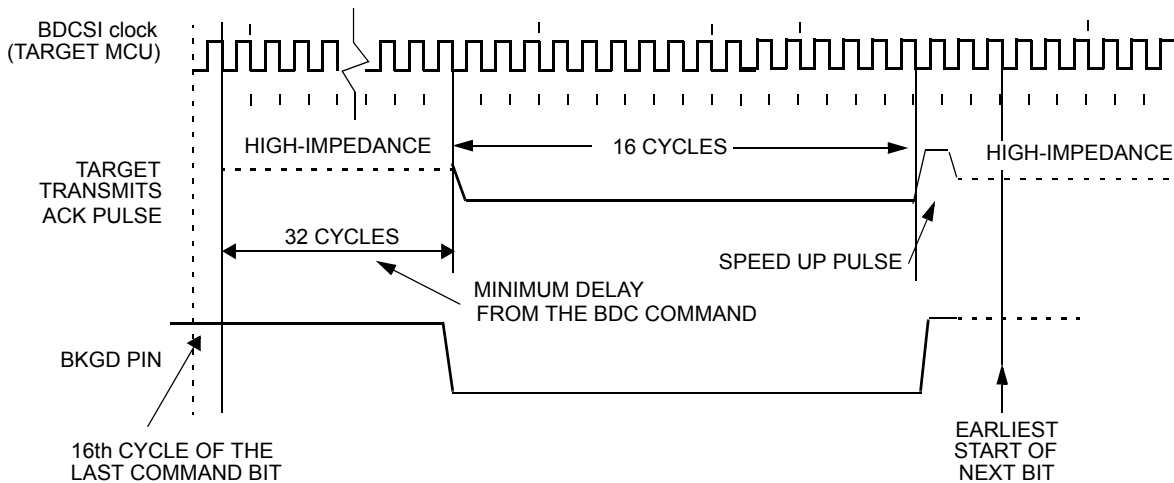 BDCSI clock
(TARGET MCU)
HIGH-IMPEDANCE
16 CYCLES
HIGH-IMPEDANCE
TARGET
TRANSMITS
ACK PULSE
32 CYCLES
SPEED UP PULSE
MINIMUM DELAY
FROM THE BDC COMMAND
BKGD PIN
16th CYCLE OF THE
LAST COMMAND BIT
EARLIEST
START OF
NEXT BIT